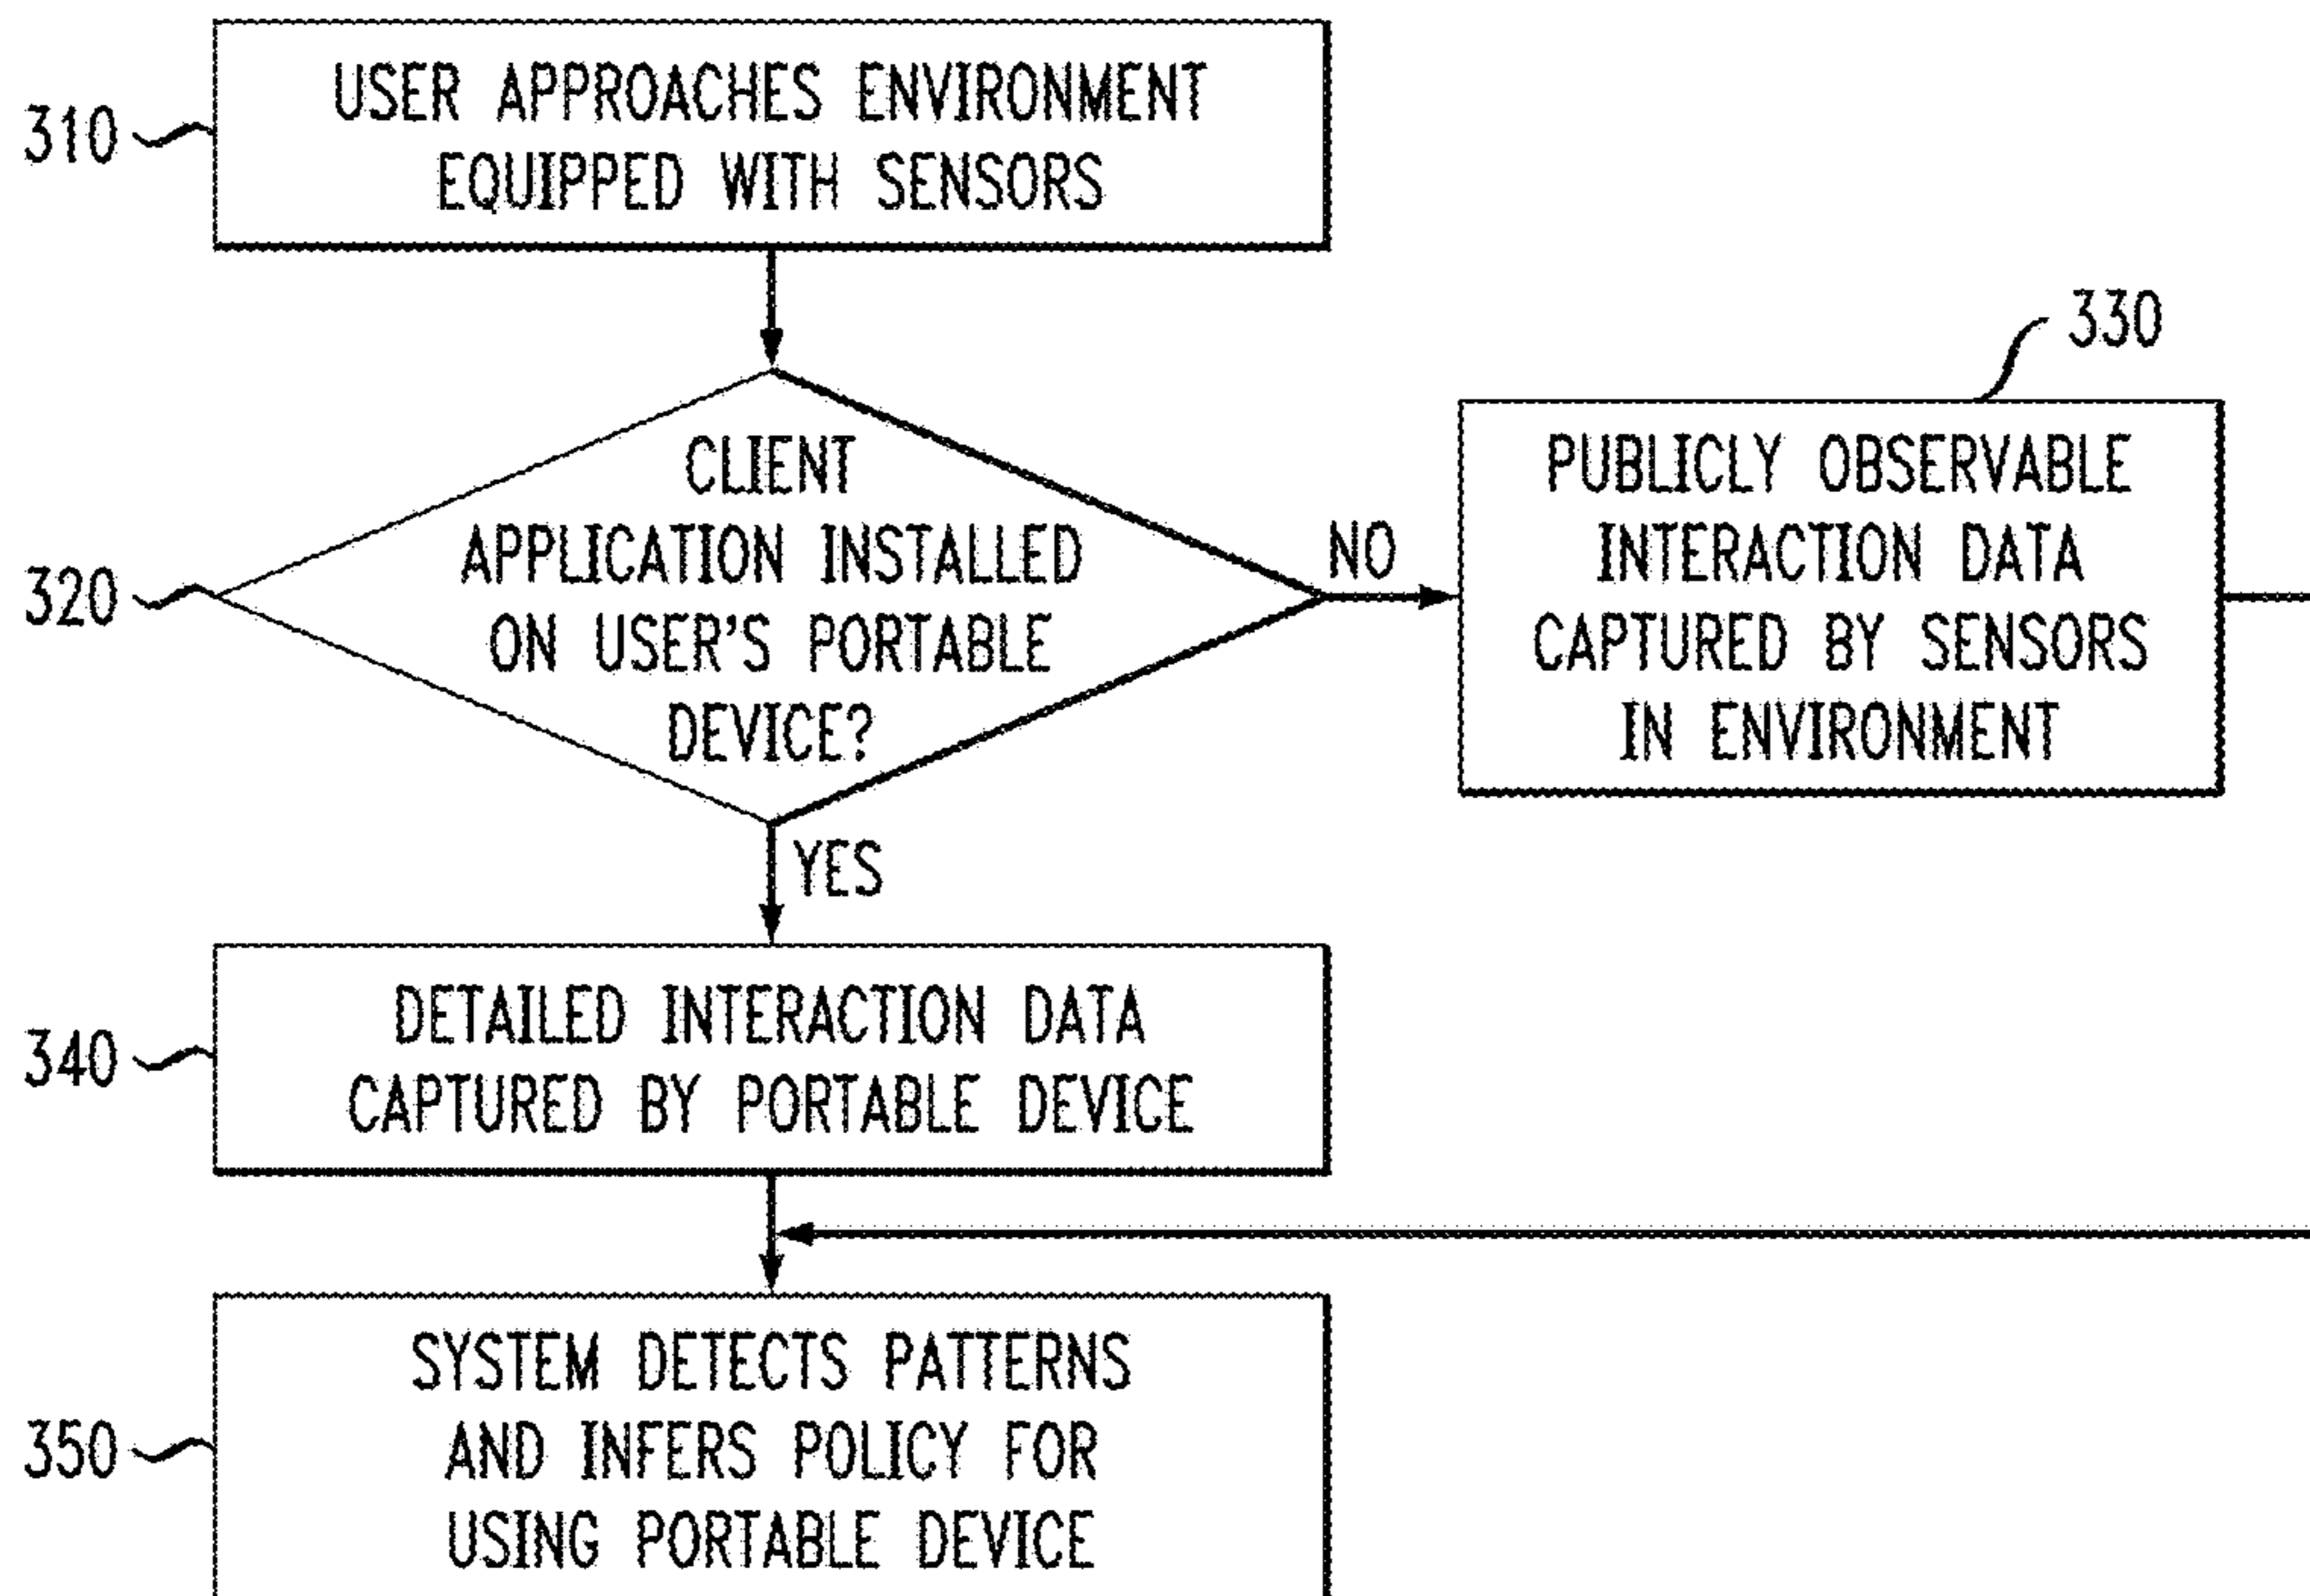 310
USER APPROACHES ENVIRONMENT
EQUIPPED WITH SENSORS
320
CLIENT
APPLICATION INSTALLED
ON USER'S PORTABLE
DEVICE?
NO
330
PUBLICLY OBSERVABLE
INTERACTION DATA
CAPTURED BY SENSORS
IN ENVIRONMENT
YES
340
DETAILED INTERACTION DATA
CAPTURED BY PORTABLE DEVICE
350
SYSTEM DETECTS PATTERNS
AND INFERS POLICY FOR
USING PORTABLE DEVICE